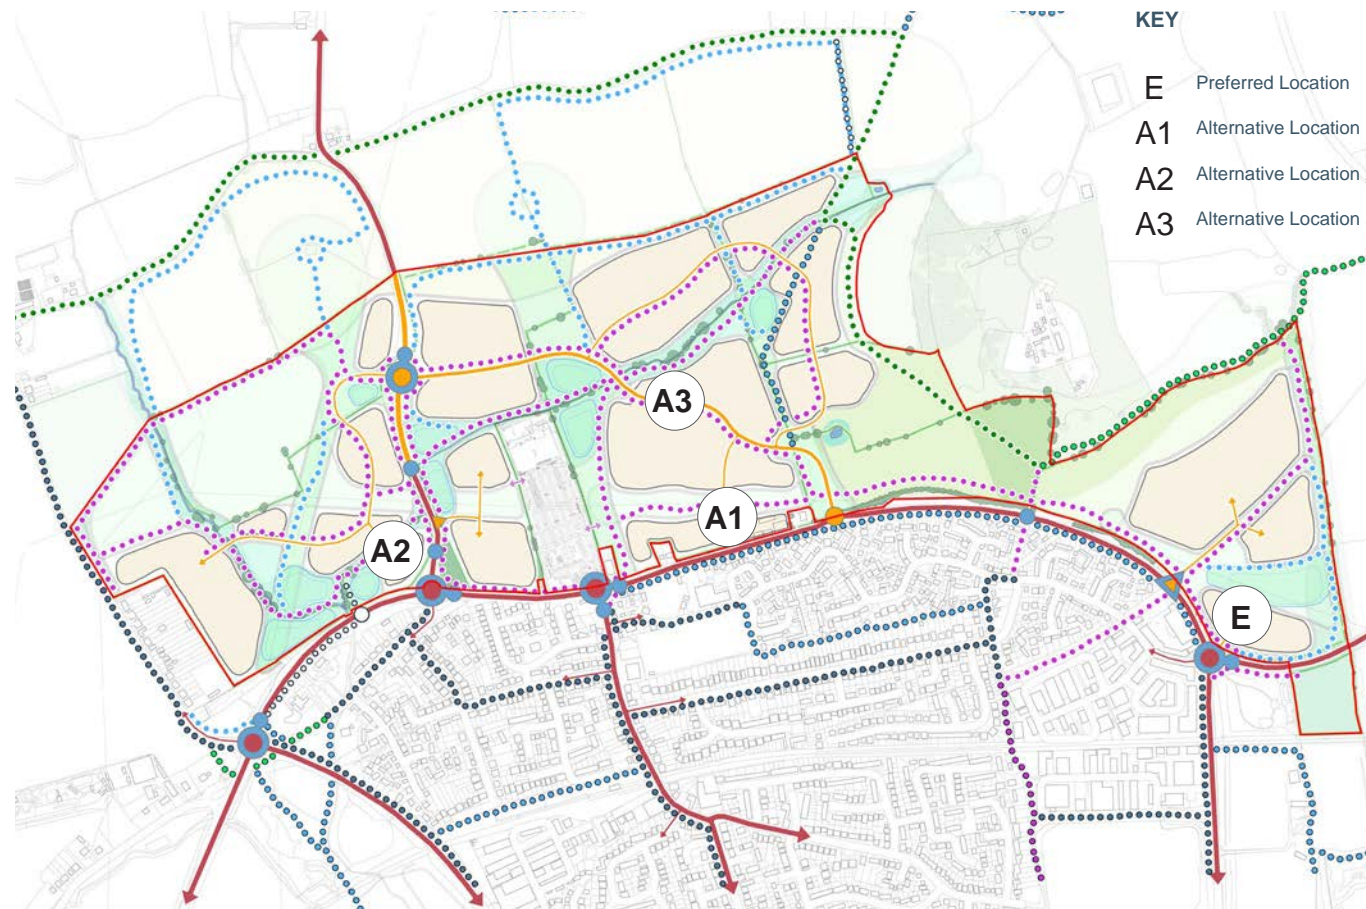 KEY
E Preferred Location
A1 Alternative Location
A2 Alternative Location
A3 Alternative Location
A3
A1
A2
E